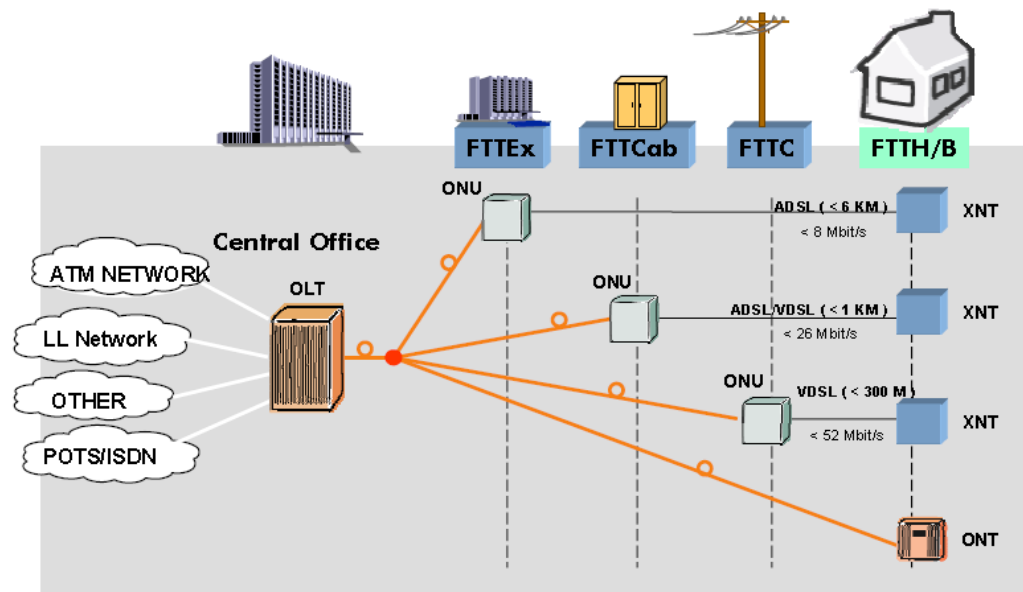 FTTEx
FTTCab
FTTC
FTTH/B
ONU
ADSL ( < 6 KM )
XNT
< 8 Mbit/s
Central Office
ATM NETWORK
OLT
ONU
ADSL/VDSL (< 1 KM )
XNT
< 26 Mbit/s
LL Network
ONU
VDSL ( < 300 M )
OTHER
XNT
< 52 Mbit/s
POTS/ISDN
ONT